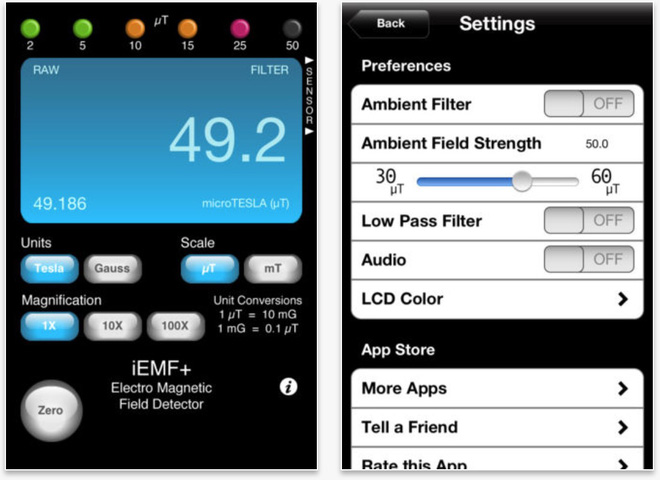 µT
2 5 10 15 25 50
RAW FILTER
SENSOR
49.2
49.186 microTESLA (µT)
Units Scale
Tesla Gauss µT mT
Magnification
1X 10X 100X
Unit Conversions
1 µT = 10 mG
1 mG = 0.1 µT
iEMF+
Electro Magnetic
Field Detector
Zero
i
Back Settings
Preferences
Ambient Filter OFF
Ambient Field Strength 50.0
30 µT 60 µT
Low Pass Filter OFF
Audio OFF
LCD Color
App Store
More Apps
Tell a Friend
Rate this App